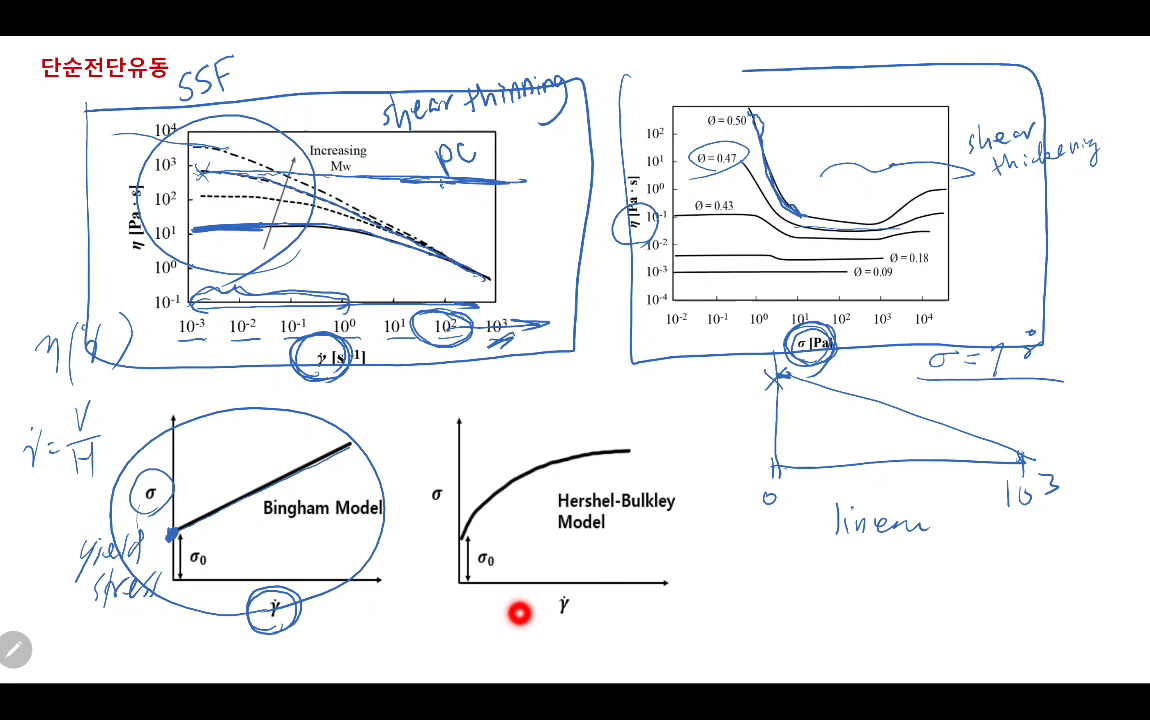 단순전단유동
SSF
shear thinning
PC
Increasing
Mw
10⁴
10³
10²
10¹
10⁰
10⁻¹
η [Pa · s]
10⁻³ 10⁻² 10⁻¹ 10⁰ 10¹ 10² 10³
γ̇ [s⁻¹]
η(γ̇)
Ø = 0.50
Ø = 0.47
Ø = 0.43
Ø = 0.18
Ø = 0.09
10²
10¹
10⁰
10⁻¹
10⁻²
10⁻³
10⁻⁴
η [Pa · s]
10⁻² 10⁻¹ 10⁰ 10¹ 10² 10³ 10⁴
σ [Pa]
shear
thickening
σ = η γ̇
γ̇ = V/H
σ
Bingham Model
σ₀
yield
stress
γ̇
σ
Hershel-Bulkley
Model
σ₀
γ̇
0 10³
linear